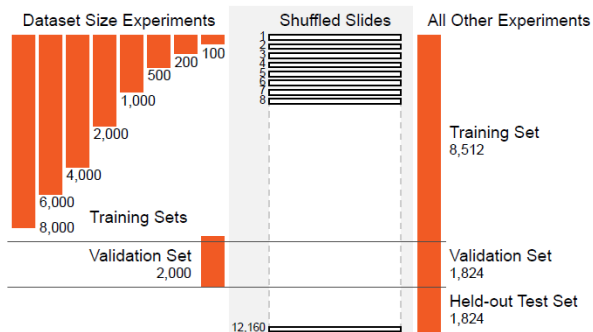 Dataset Size Experiments
100
200
500
1,000
2,000
4,000
6,000
8,000
Training Sets
Validation Set
2,000
Shuffled Slides
1
2
3
4
5
6
7
8
12,160
All Other Experiments
Training Set
8,512
Validation Set
1,824
Held-out Test Set
1,824